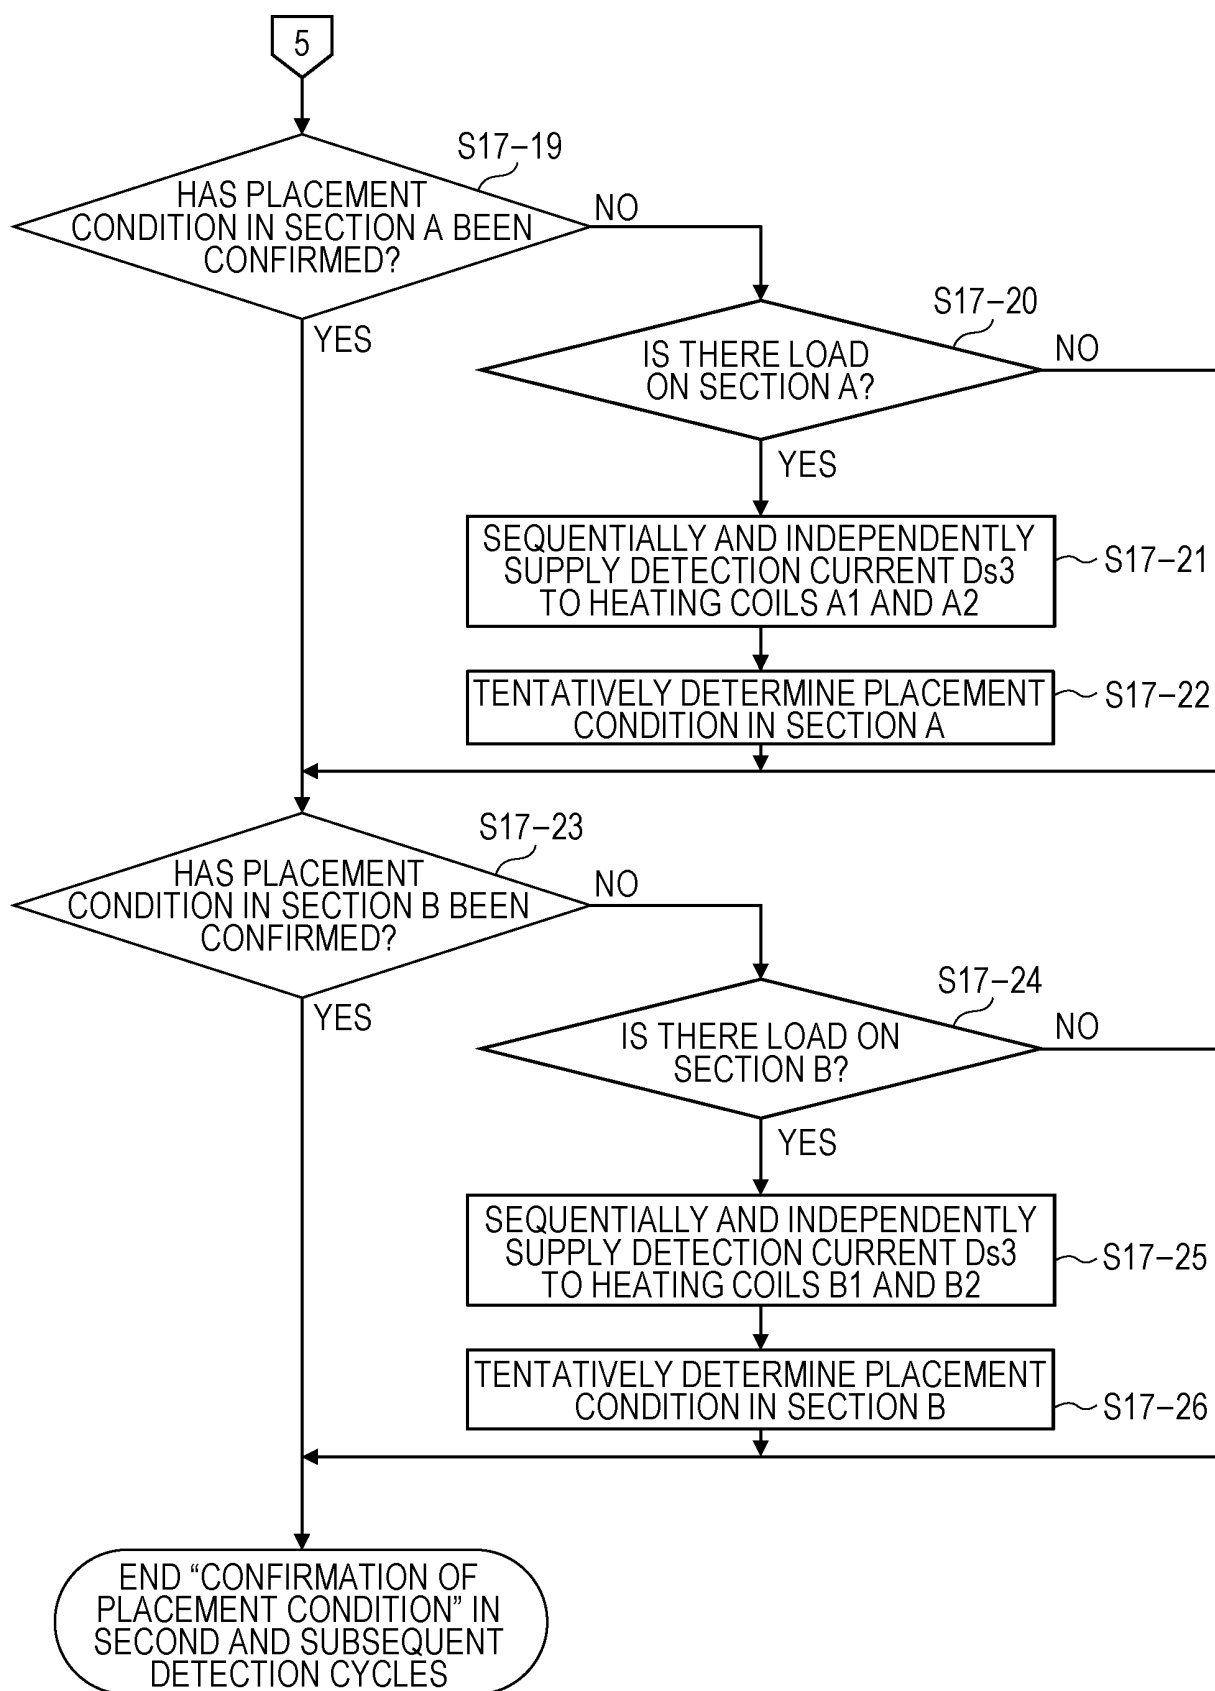 5
S17–19
HAS PLACEMENT
CONDITION IN SECTION A BEEN
CONFIRMED?
NO
YES
S17–20
IS THERE LOAD
ON SECTION A?
NO
YES
SEQUENTIALLY AND INDEPENDENTLY
SUPPLY DETECTION CURRENT Ds3
TO HEATING COILS A1 AND A2
S17–21
TENTATIVELY DETERMINE PLACEMENT
CONDITION IN SECTION A
S17–22
S17–23
HAS PLACEMENT
CONDITION IN SECTION B BEEN
CONFIRMED?
NO
YES
S17–24
IS THERE LOAD ON
SECTION B?
NO
YES
SEQUENTIALLY AND INDEPENDENTLY
SUPPLY DETECTION CURRENT Ds3
TO HEATING COILS B1 AND B2
S17–25
TENTATIVELY DETERMINE PLACEMENT
CONDITION IN SECTION B
S17–26
END “CONFIRMATION OF
PLACEMENT CONDITION” IN
SECOND AND SUBSEQUENT
DETECTION CYCLES